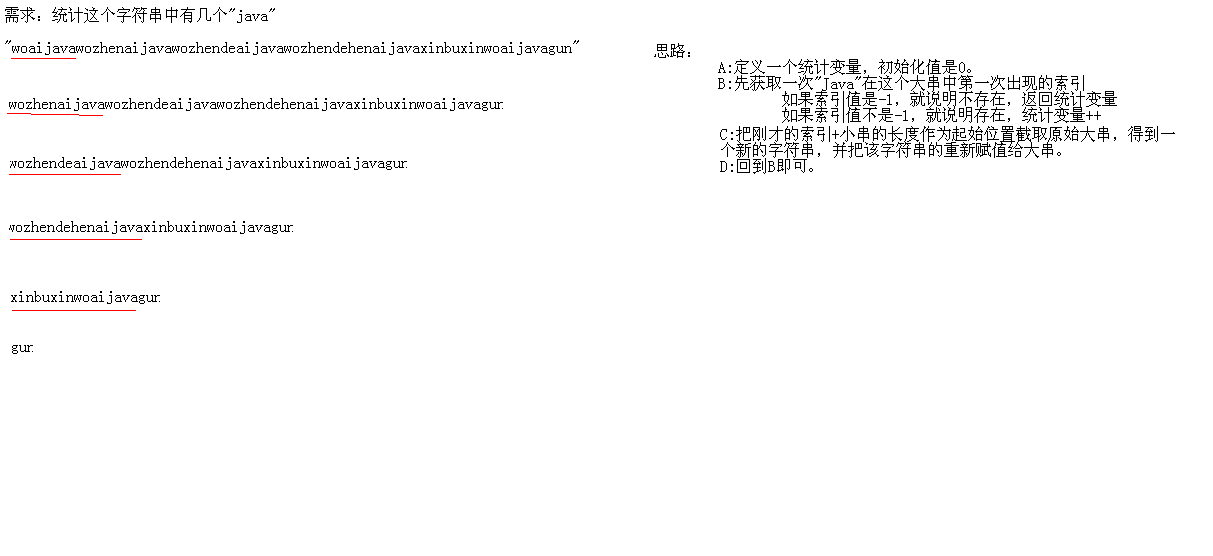 需求：统计这个字符串中有几个"java"
"woaijavawozhenaijavawozhendeaijavawozhendehenaijavaxinbuxinwoaijavagun"
wozhenaijavawozhendeaijavawozhendehenaijavaxinbuxinwoaijavagur
wozhendeaijavawozhendehenaijavaxinbuxinwoaijavagur
wozhendehenaijavaxinbuxinwoaijavagur
xinbuxinwoaijavagur
gur
思路：
A:定义一个统计变量，初始化值是0。
B:先获取一次"Java"在这个大串中第一次出现的索引
如果索引值是-1，就说明不存在，返回统计变量
如果索引值不是-1，就说明存在，统计变量++
C:把刚才的索引+小串的长度作为起始位置截取原始大串，得到一
个新的字符串，并把该字符串的重新赋值给大串。
D:回到B即可。